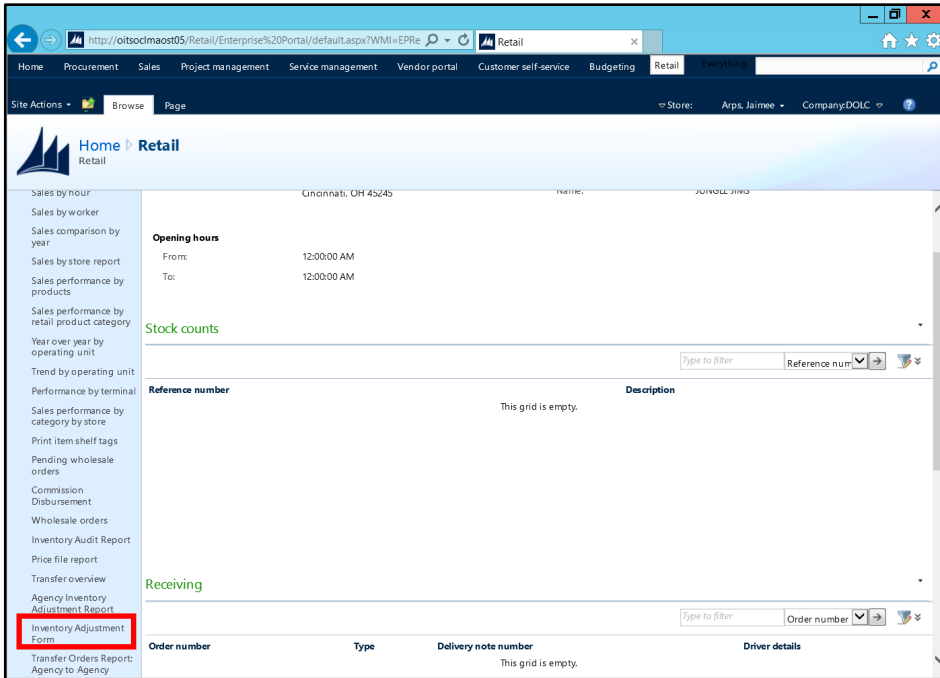 http://oitsoclmaost05/Retail/Enterprise%20Portal/default.aspx?WMI=EPRe
Retail
Home Procurement Sales Project management Service management Vendor portal Customer self-service Budgeting Retail Everything
Site Actions Browse Page Store: Arps, Jaimee Company:DOLC
Home Retail
Retail
Sales by hour
Sales by worker
Sales comparison by
year
Sales by store report
Sales performance by
products
Sales performance by
retail product category
Year over year by
operating unit
Trend by operating unit
Performance by terminal
Sales performance by
category by store
Print item shelf tags
Pending wholesale
orders
Commission
Disbursement
Wholesale orders
Inventory Audit Report
Price file report
Transfer overview
Agency Inventory
Adjustment Report
Inventory Adjustment
Form
Transfer Orders Report:
Agency to Agency
Cincinnati, OH 45245 Name: JUNGLE JIMS
Opening hours
From: 12:00:00 AM
To: 12:00:00 AM
Stock counts
Type to filter Reference num
Reference number Description
This grid is empty.
Receiving
Type to filter Order number
Order number Type Delivery note number Driver details
This grid is empty.